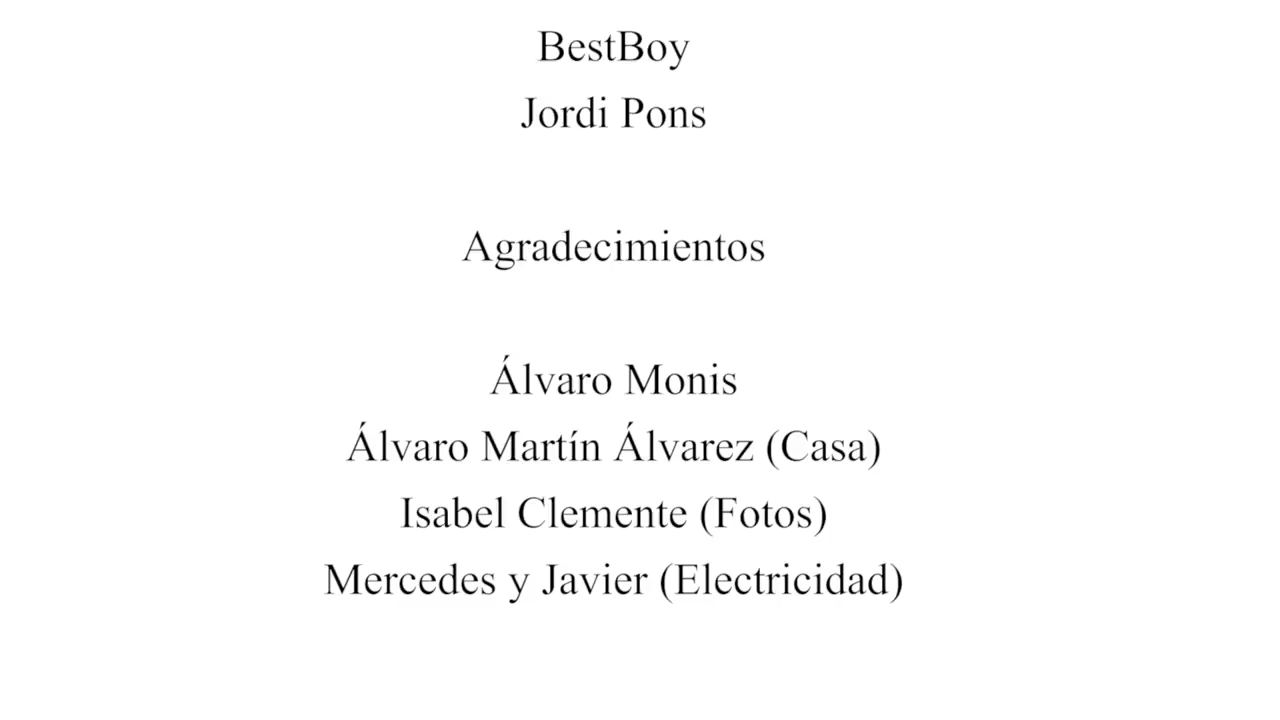 BestBoy
Jordi Pons
Agradecimientos
Álvaro Monis
Álvaro Martín Álvarez (Casa)
Isabel Clemente (Fotos)
Mercedes y Javier (Electricidad)